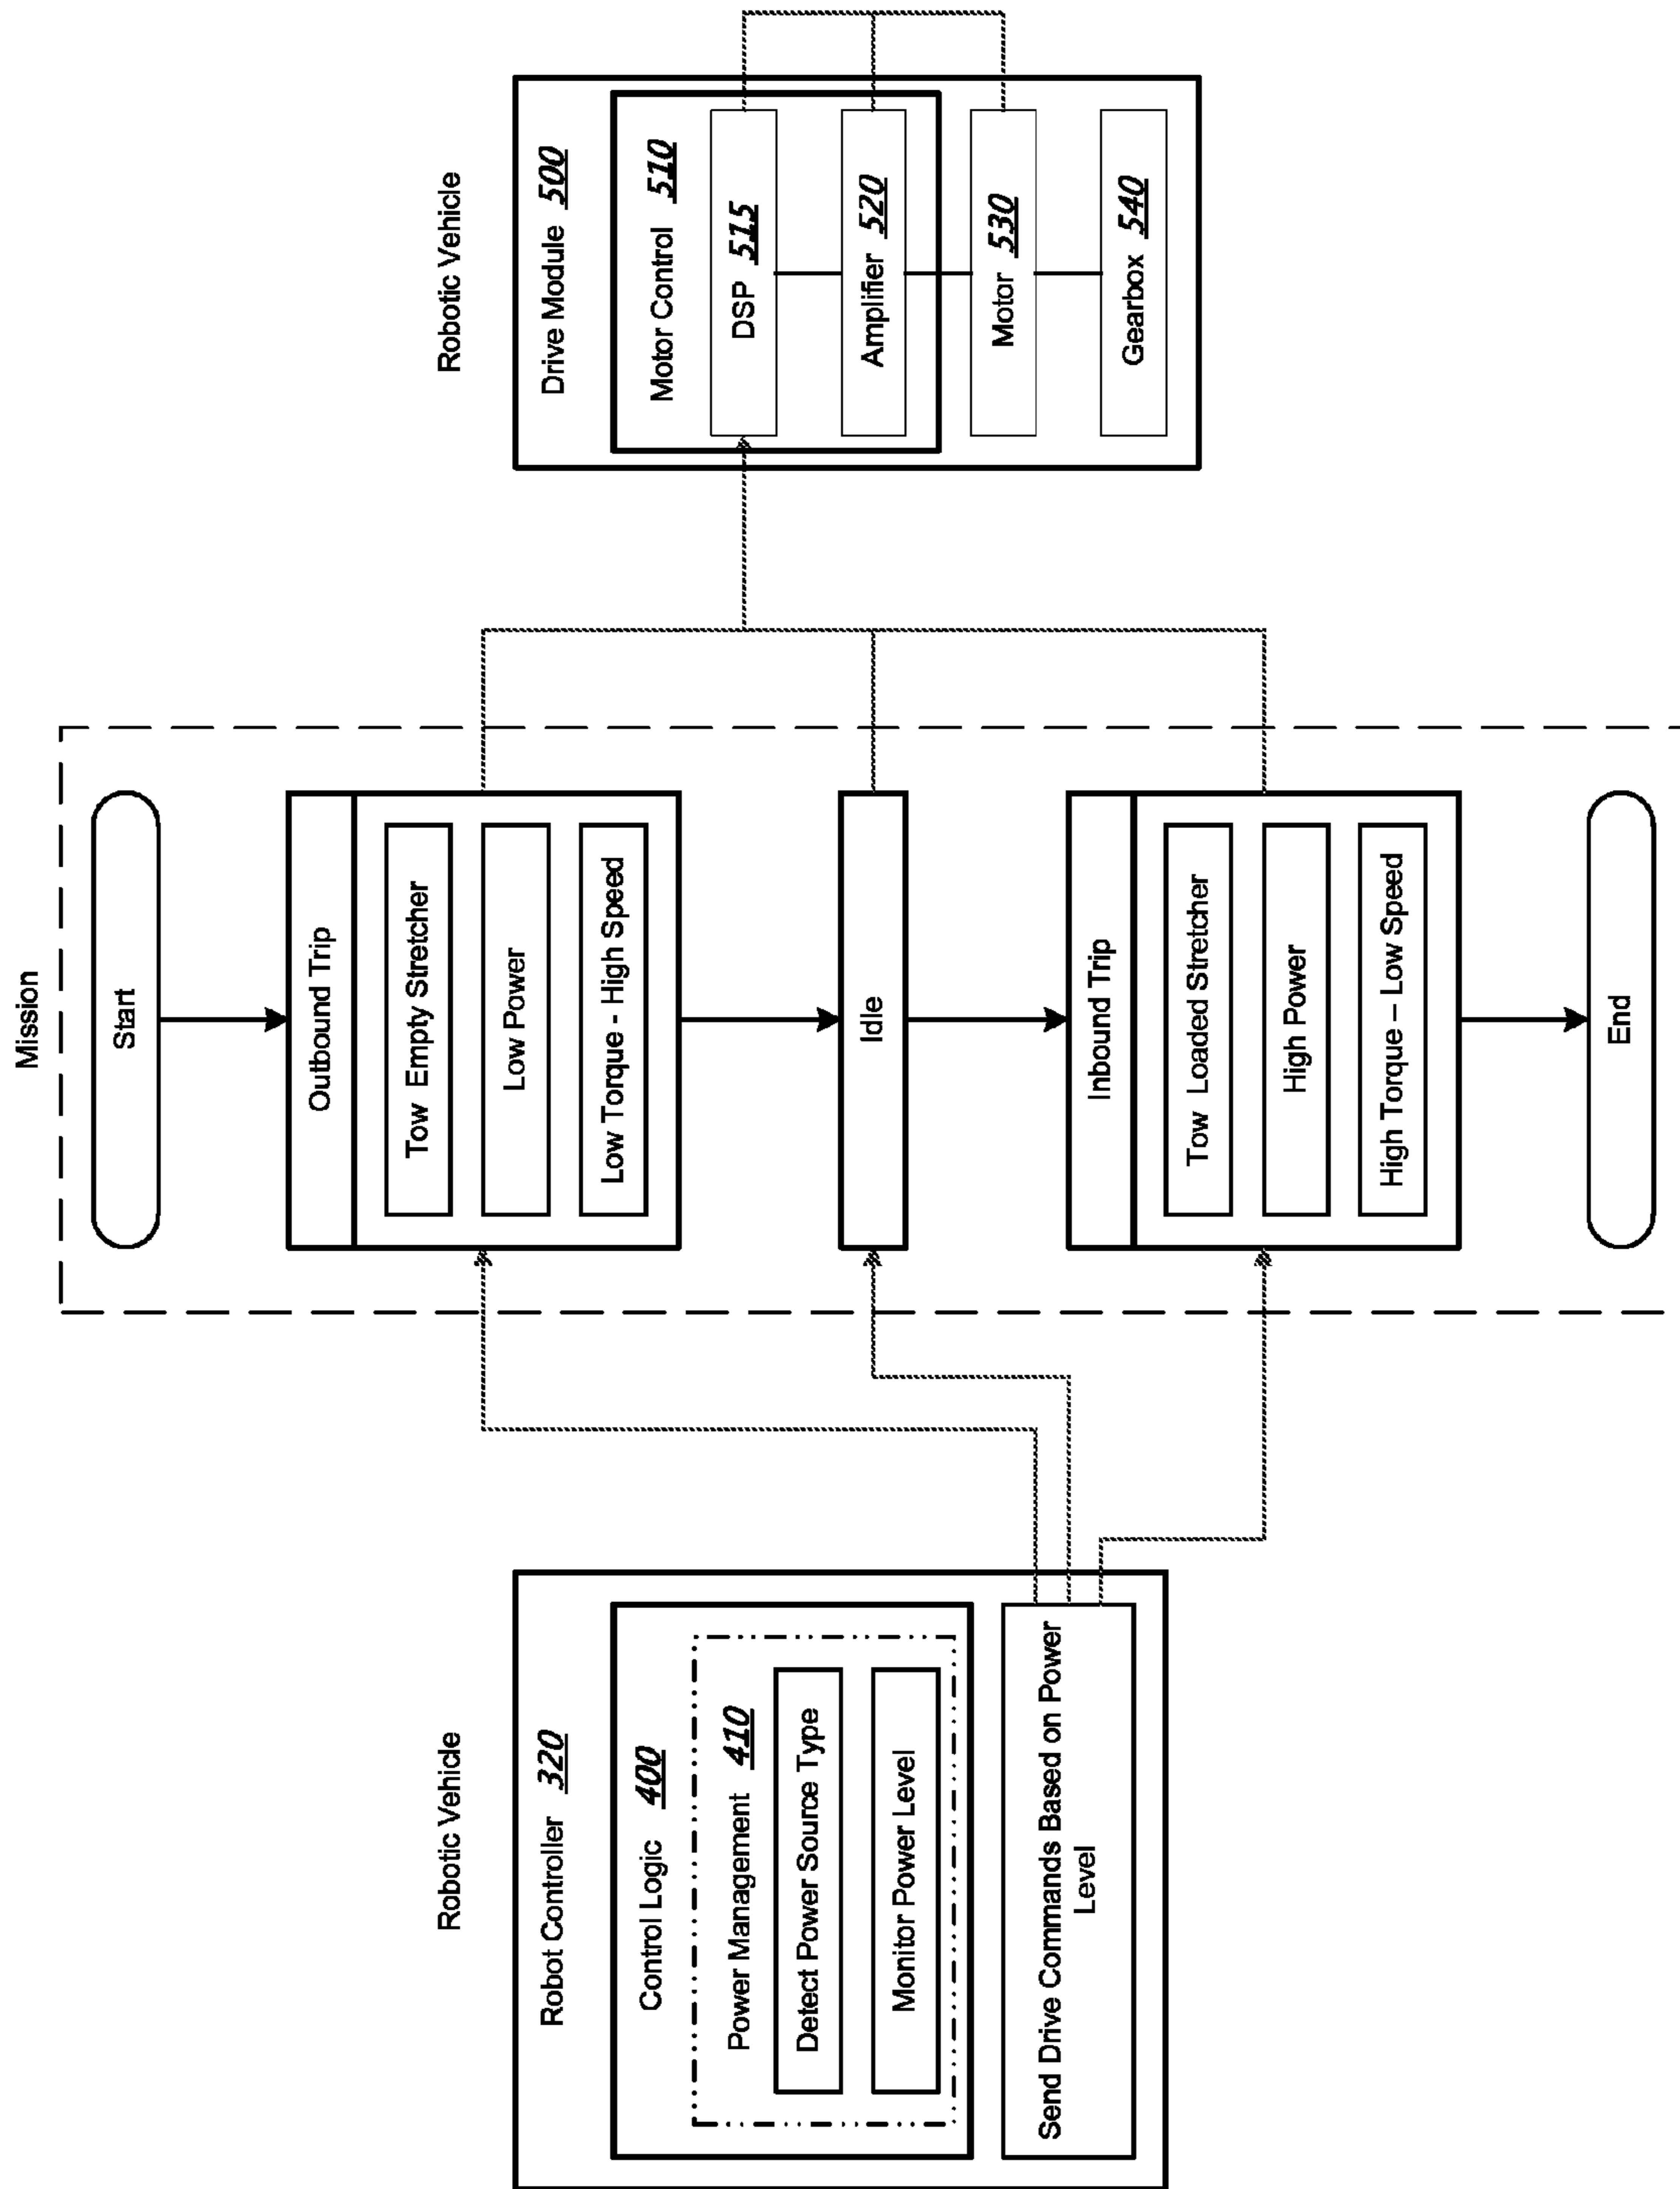 Robotic Vehicle
Robot Controller 320
Control Logic 400
Power Management 410
Detect Power Source Type
Monitor Power Level
Send Drive Commands Based on Power
Level
Mission
Start
Outbound Trip
Tow Empty Stretcher
Low Power
Low Torque - High Speed
Idle
Inbound Trip
Tow Loaded Stretcher
High Power
High Torque – Low Speed
End
Robotic Vehicle
Drive Module 500
Motor Control 510
DSP 515
Amplifier 520
Motor 530
Gearbox 540